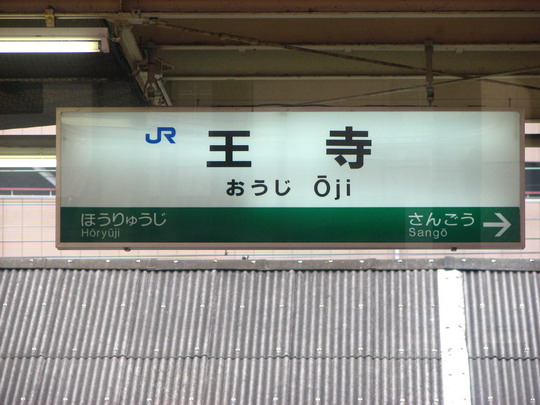 JR 王寺
おうじ Ōji
ほうりゅうじ さんごう →
Hōryūji Sangō